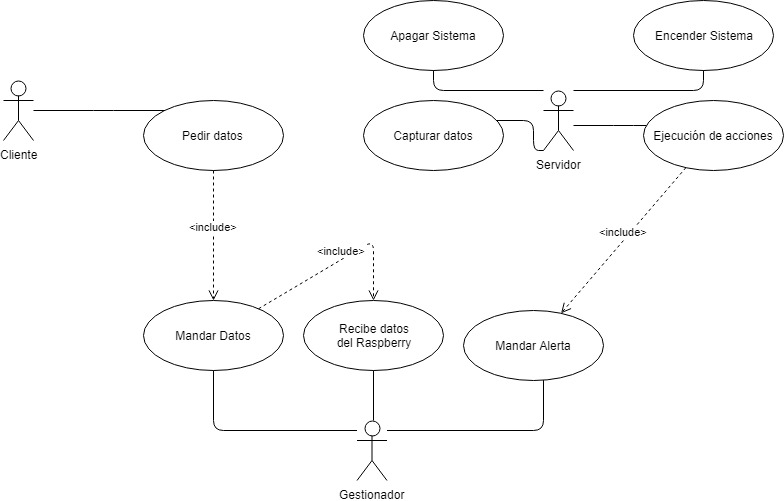 Apagar Sistema
Encender Sistema
Cliente
Pedir datos
Capturar datos
Servidor
Ejecución de acciones
<include>
<include>
<include>
Mandar Datos
Recibe datos
del Raspberry
Mandar Alerta
Gestionador